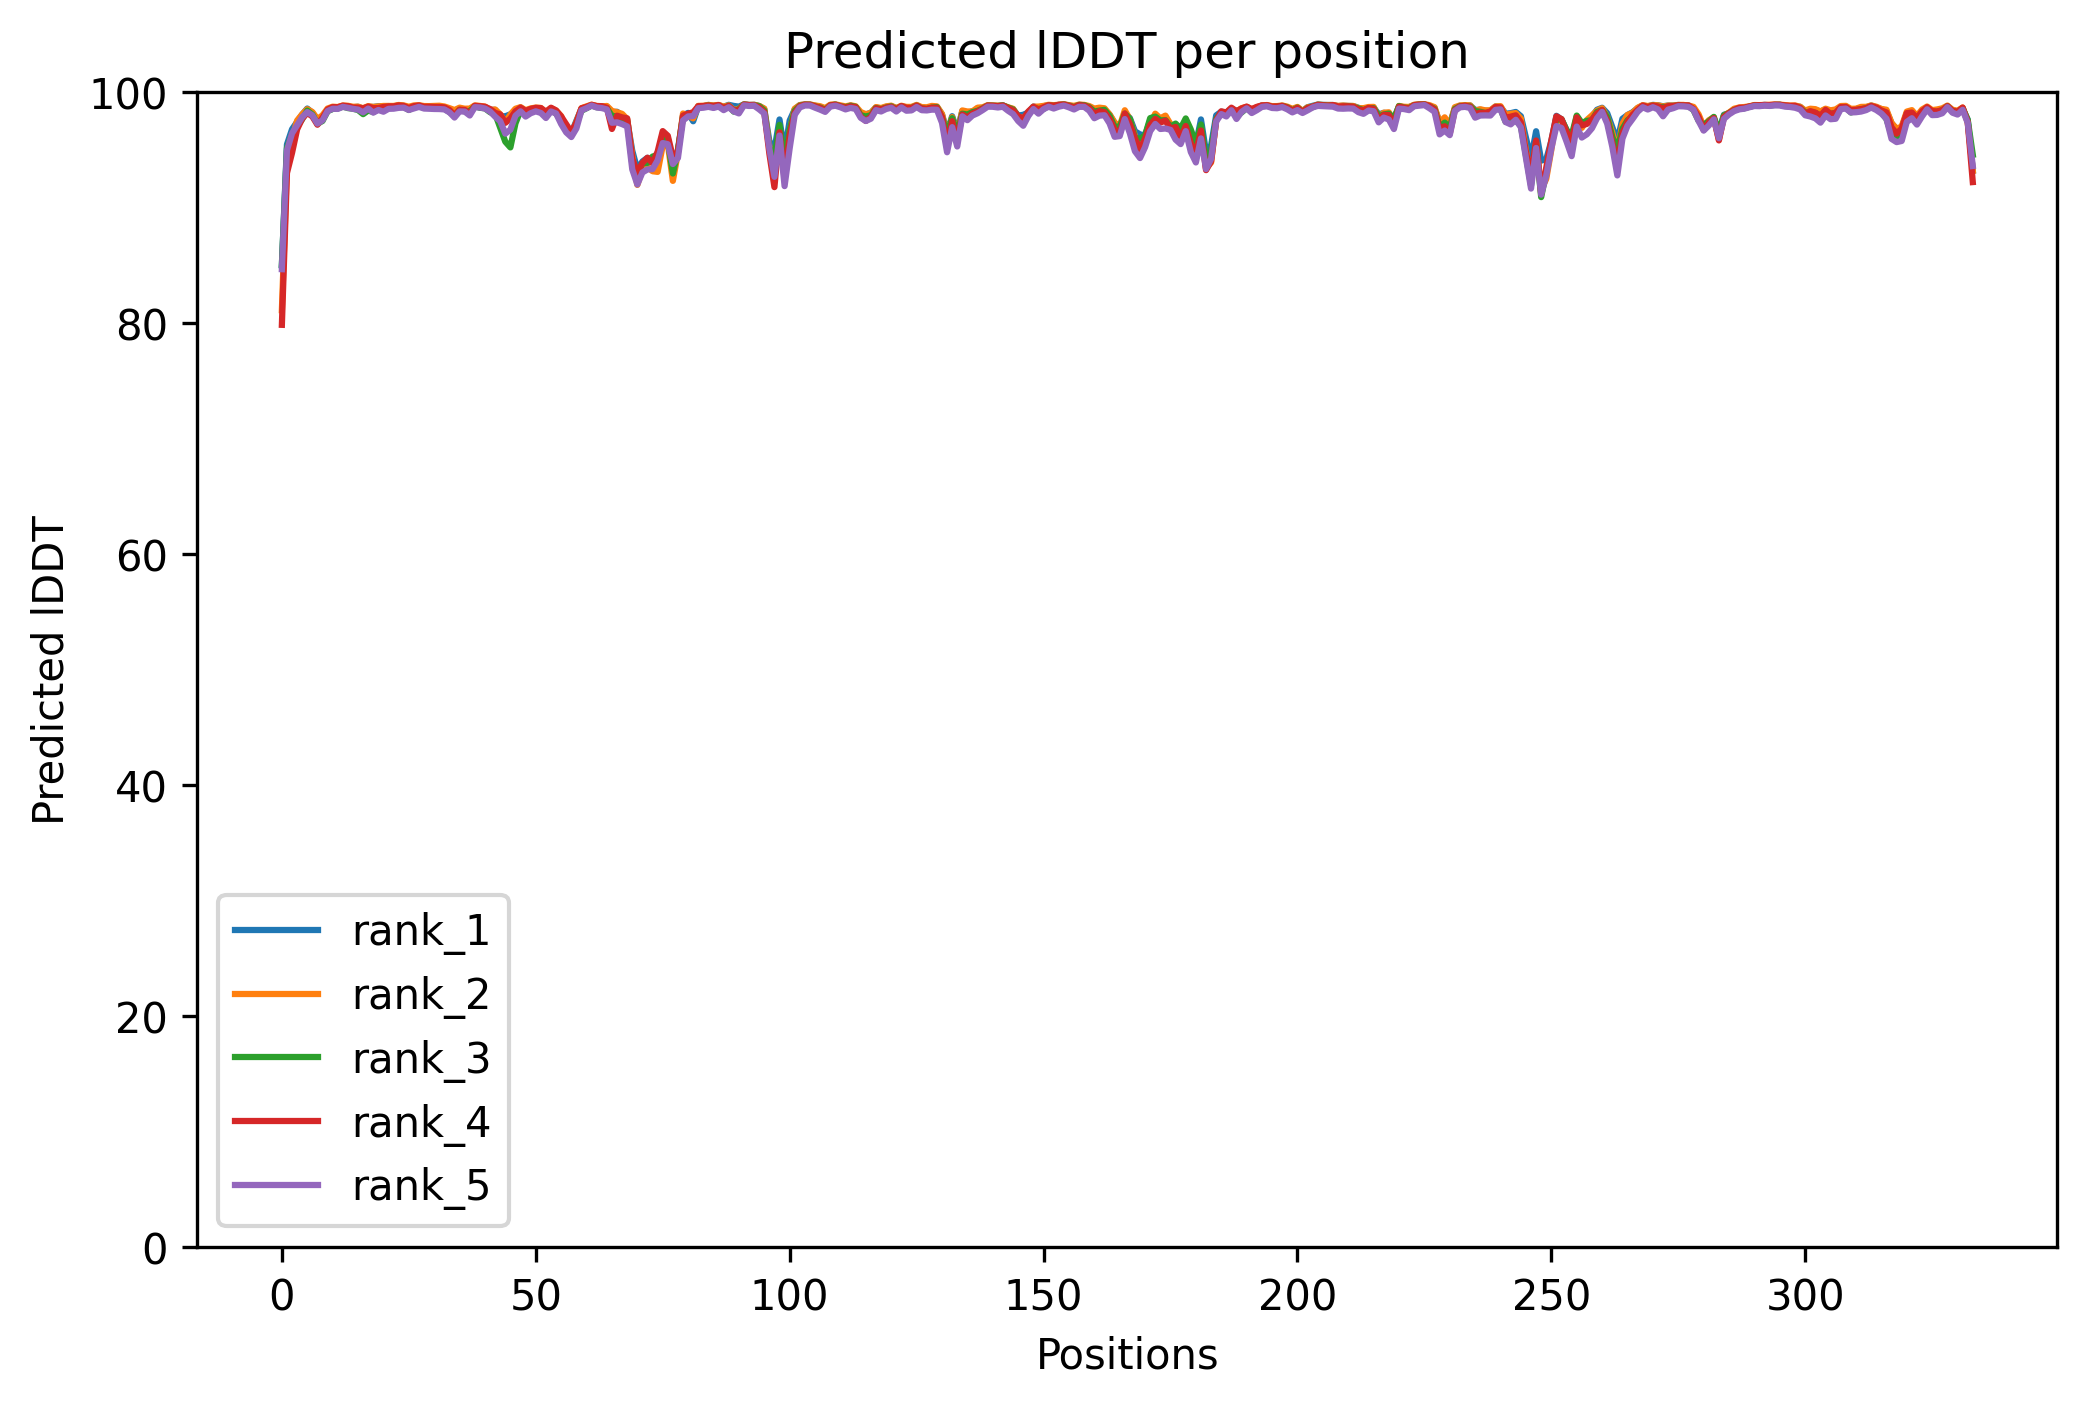 Predicted lDDT per position
100
80
60
40
20
0
Predicted lDDT
rank_1
rank_2
rank_3
rank_4
rank_5
0 50 100 150 200 250 300
Positions